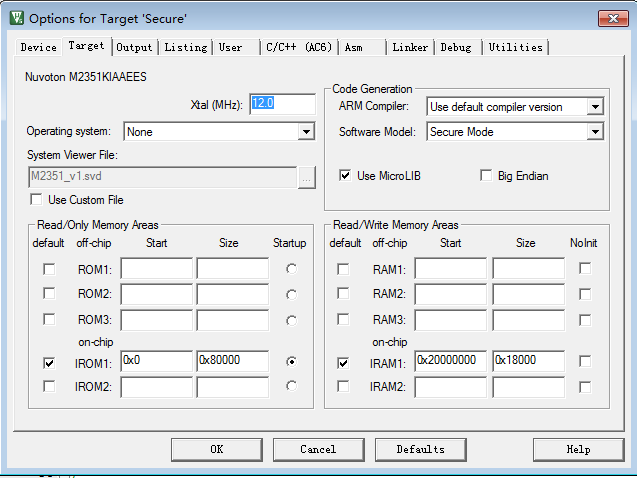 Options for Target 'Secure'
Device Target Output Listing User C/C++ (AC6) Asm Linker Debug Utilities
Nuvoton M2351KIAAEES
Xtal (MHz): 12.0
Operating system: None
System Viewer File:
M2351_v1.svd ...
Use Custom File
Code Generation
ARM Compiler: Use default compiler version
Software Model: Secure Mode
Use MicroLIB Big Endian
Read/Only Memory Areas
default off-chip Start Size Startup
ROM1:
ROM2:
ROM3:
on-chip
IROM1: 0x0 0x80000
IROM2:
Read/Write Memory Areas
default off-chip Start Size NoInit
RAM1:
RAM2:
RAM3:
on-chip
IRAM1: 0x20000000 0x18000
IRAM2:
OK Cancel Defaults Help